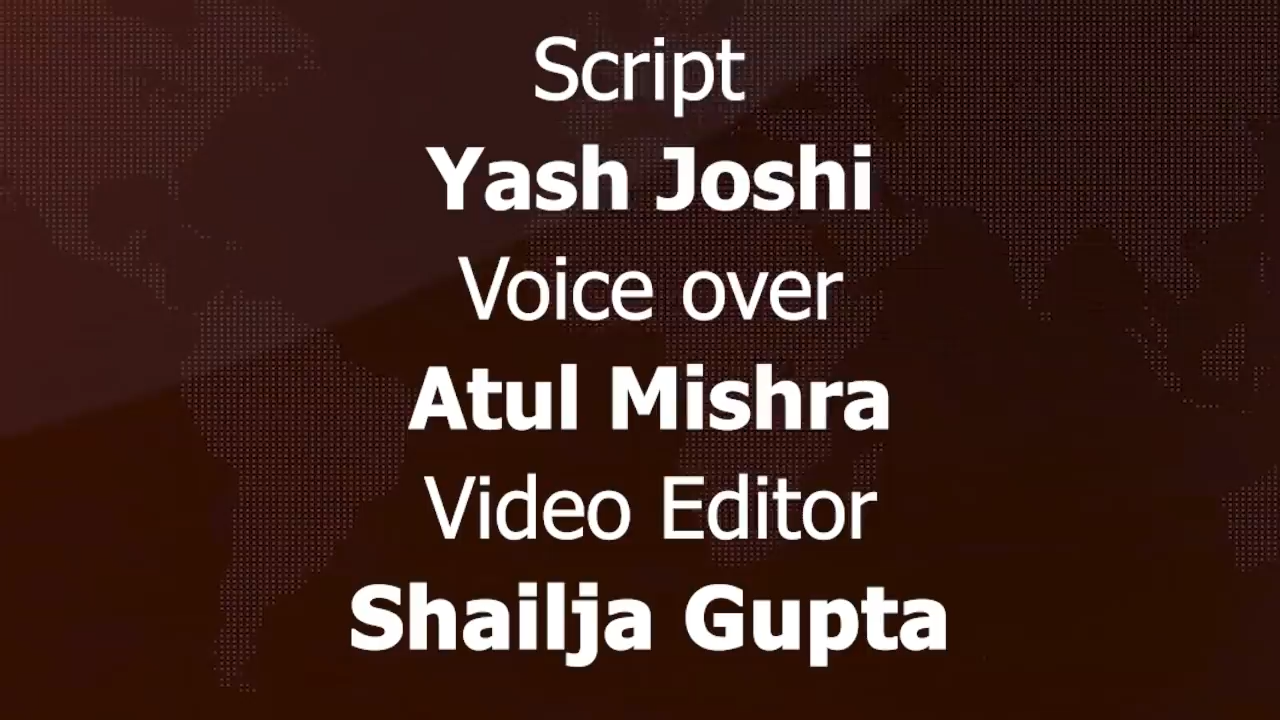 Script
Yash Joshi
Voice over
Atul Mishra
Video Editor
Shailja Gupta